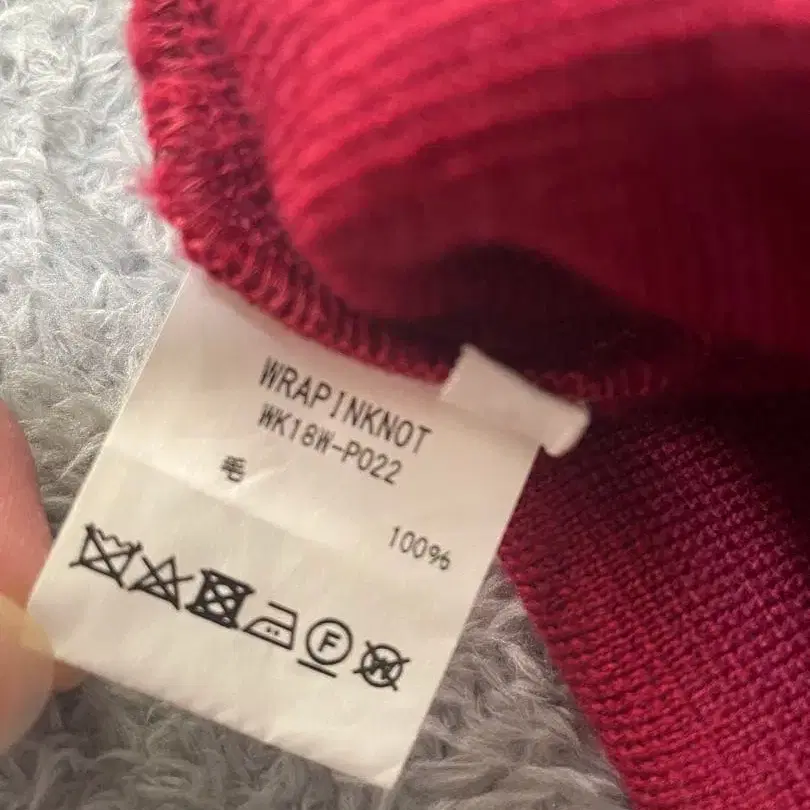 WRAPINKNOT
WK18W-P022
毛 100%
F
W